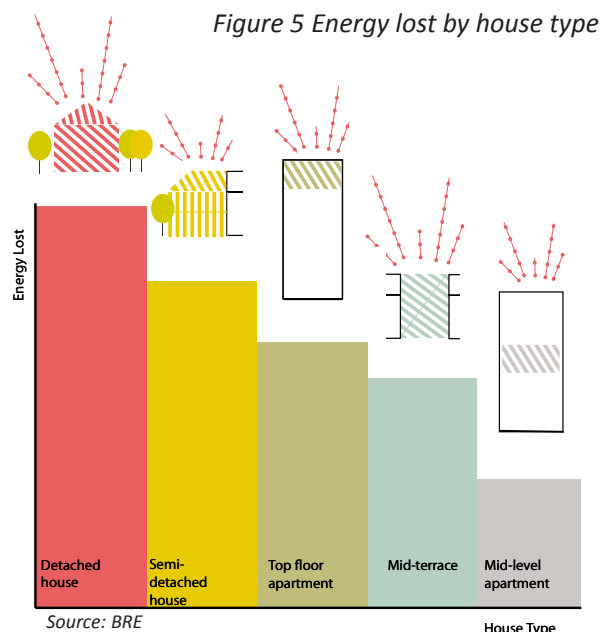 Figure 5 Energy lost by house type
Energy Lost
Detached
house
Semi-
detached
house
Top floor
apartment
Mid-terrace
Mid-level
apartment
Source: BRE
House Type